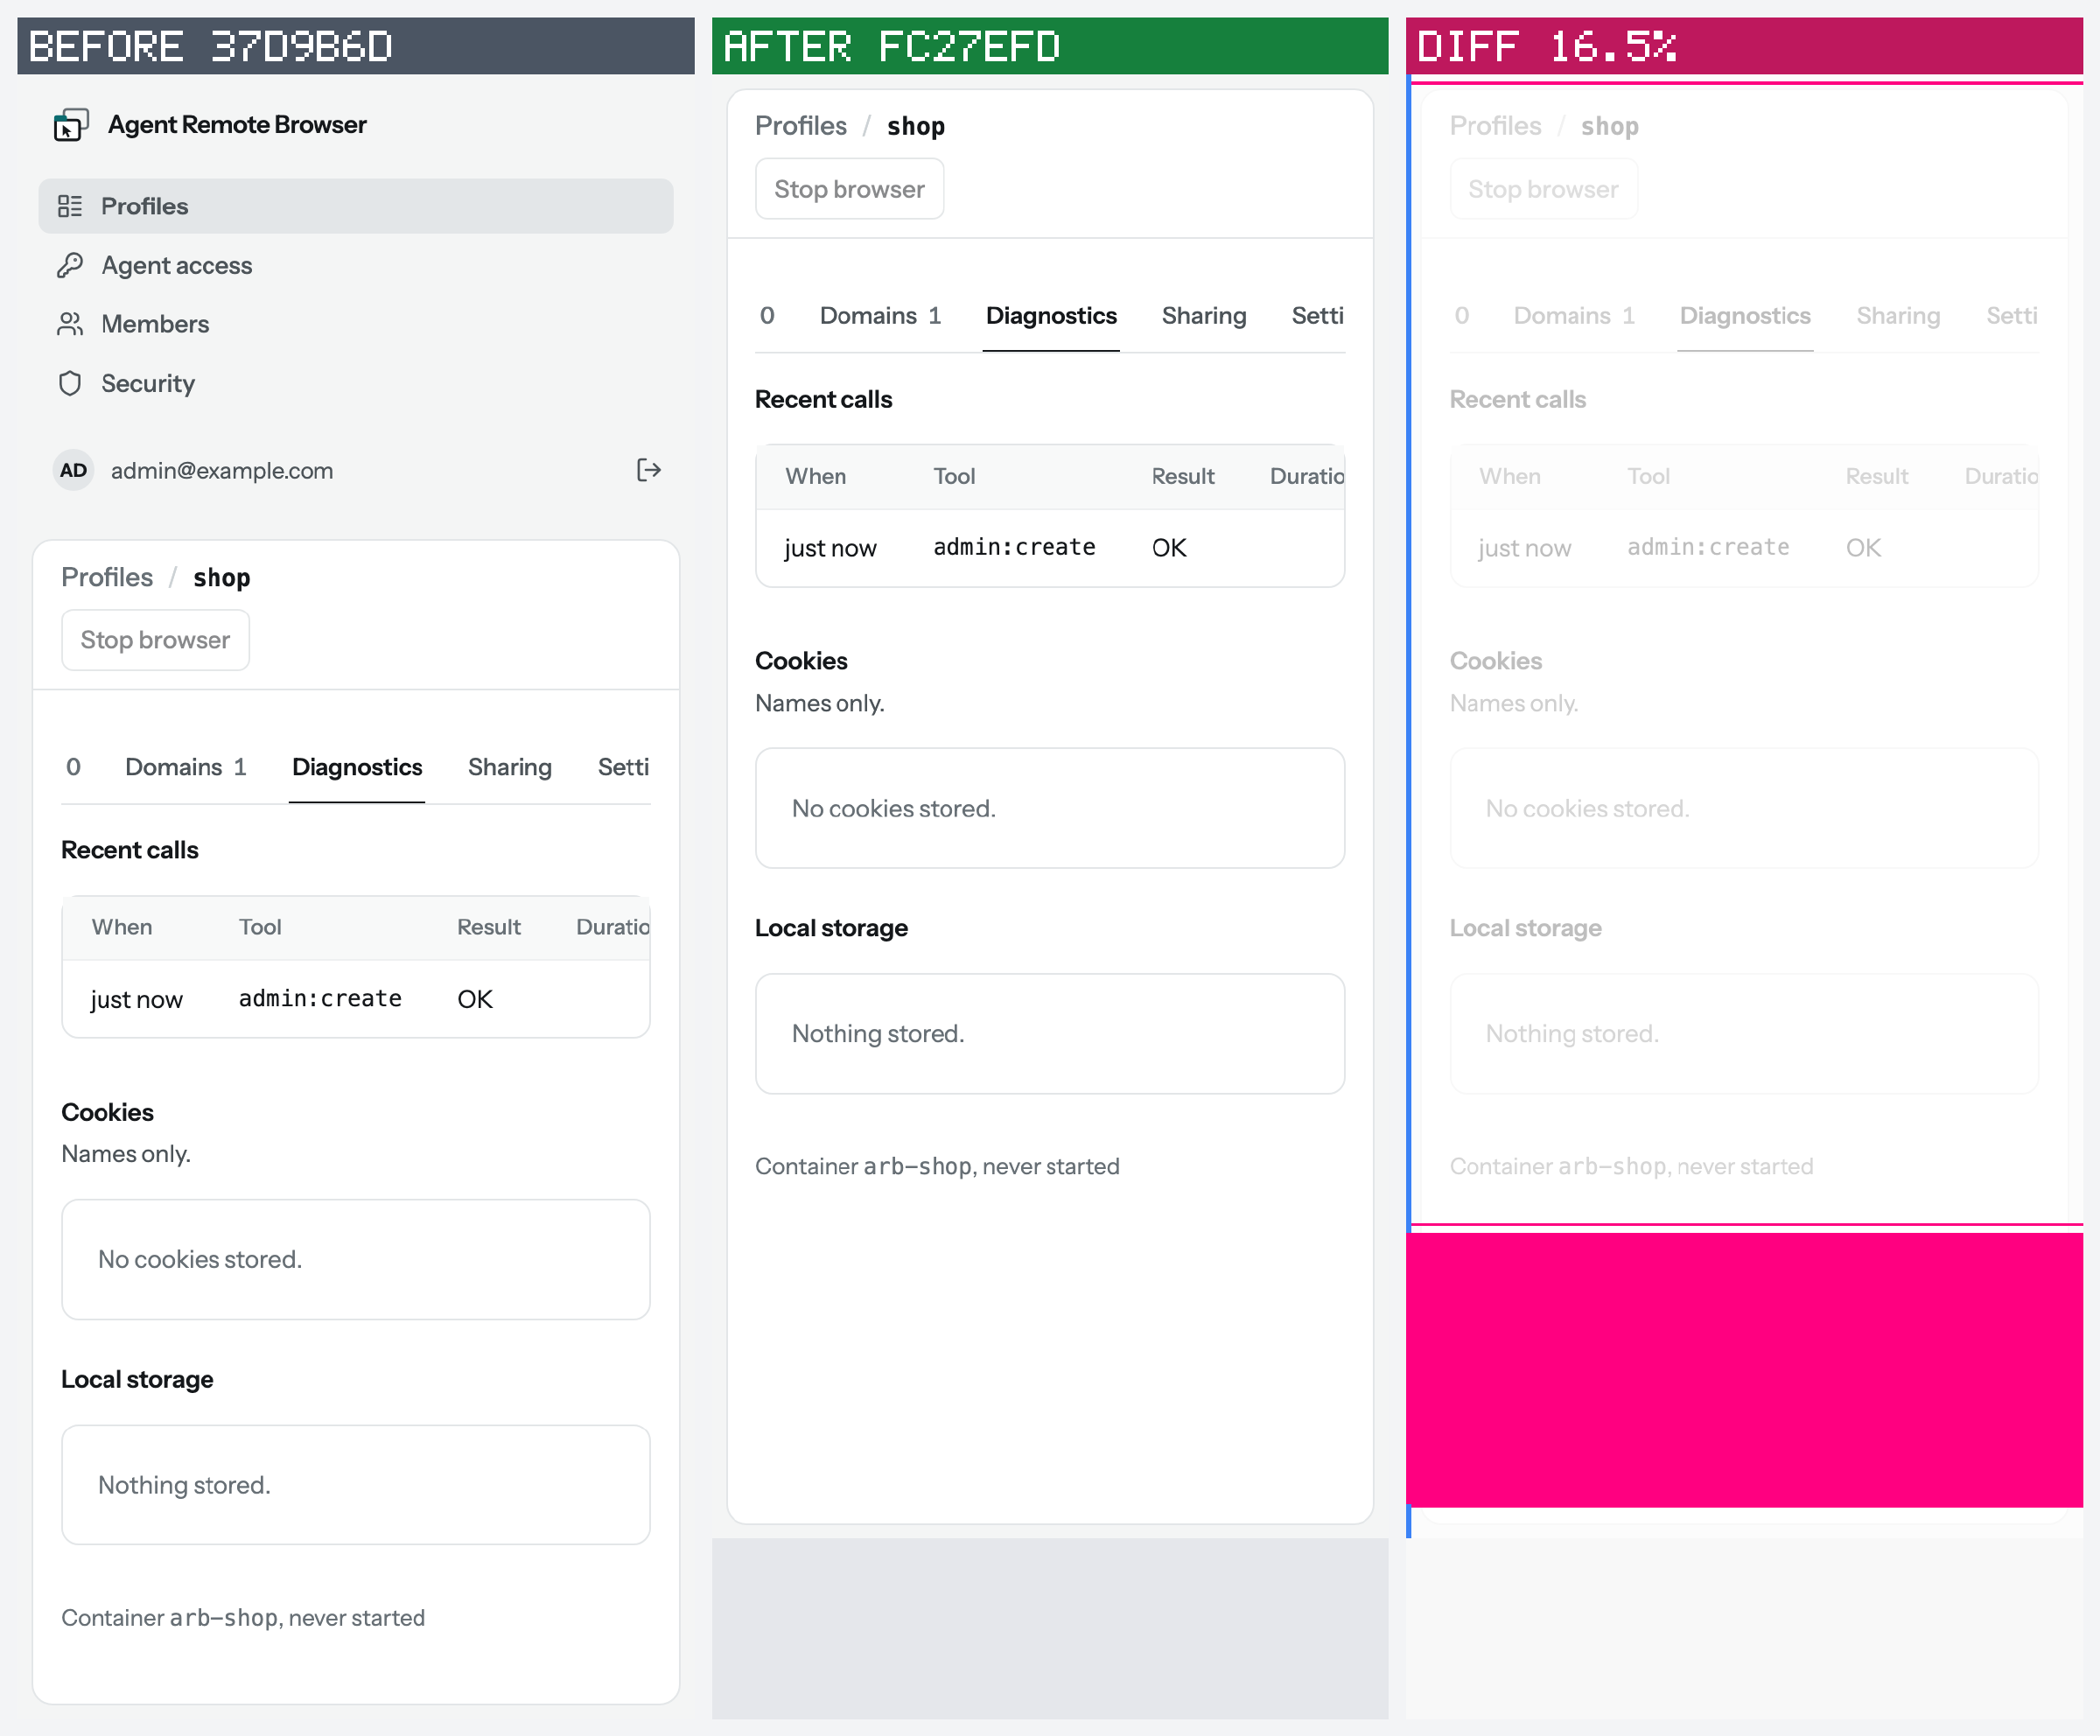 BEFORE 37D9B6D
Agent Remote Browser
Profiles
Agent access
Members
Security
AD admin@example.com
Profiles / shop
Stop browser
0 Domains 1 Diagnostics Sharing Setti
Recent calls
When Tool Result Duratio
just now admin:create OK
Cookies
Names only.
No cookies stored.
Local storage
Nothing stored.
Container arb-shop, never started
AFTER FC27EFD
Profiles / shop
Stop browser
0 Domains 1 Diagnostics Sharing Setti
Recent calls
When Tool Result Duratio
just now admin:create OK
Cookies
Names only.
No cookies stored.
Local storage
Nothing stored.
Container arb-shop, never started
DIFF 16.5%
Profiles / shop
Stop browser
0 Domains 1 Diagnostics Sharing Setti
Recent calls
When Tool Result Duratio
just now admin:create OK
Cookies
Names only.
No cookies stored.
Local storage
Nothing stored.
Container arb-shop, never started